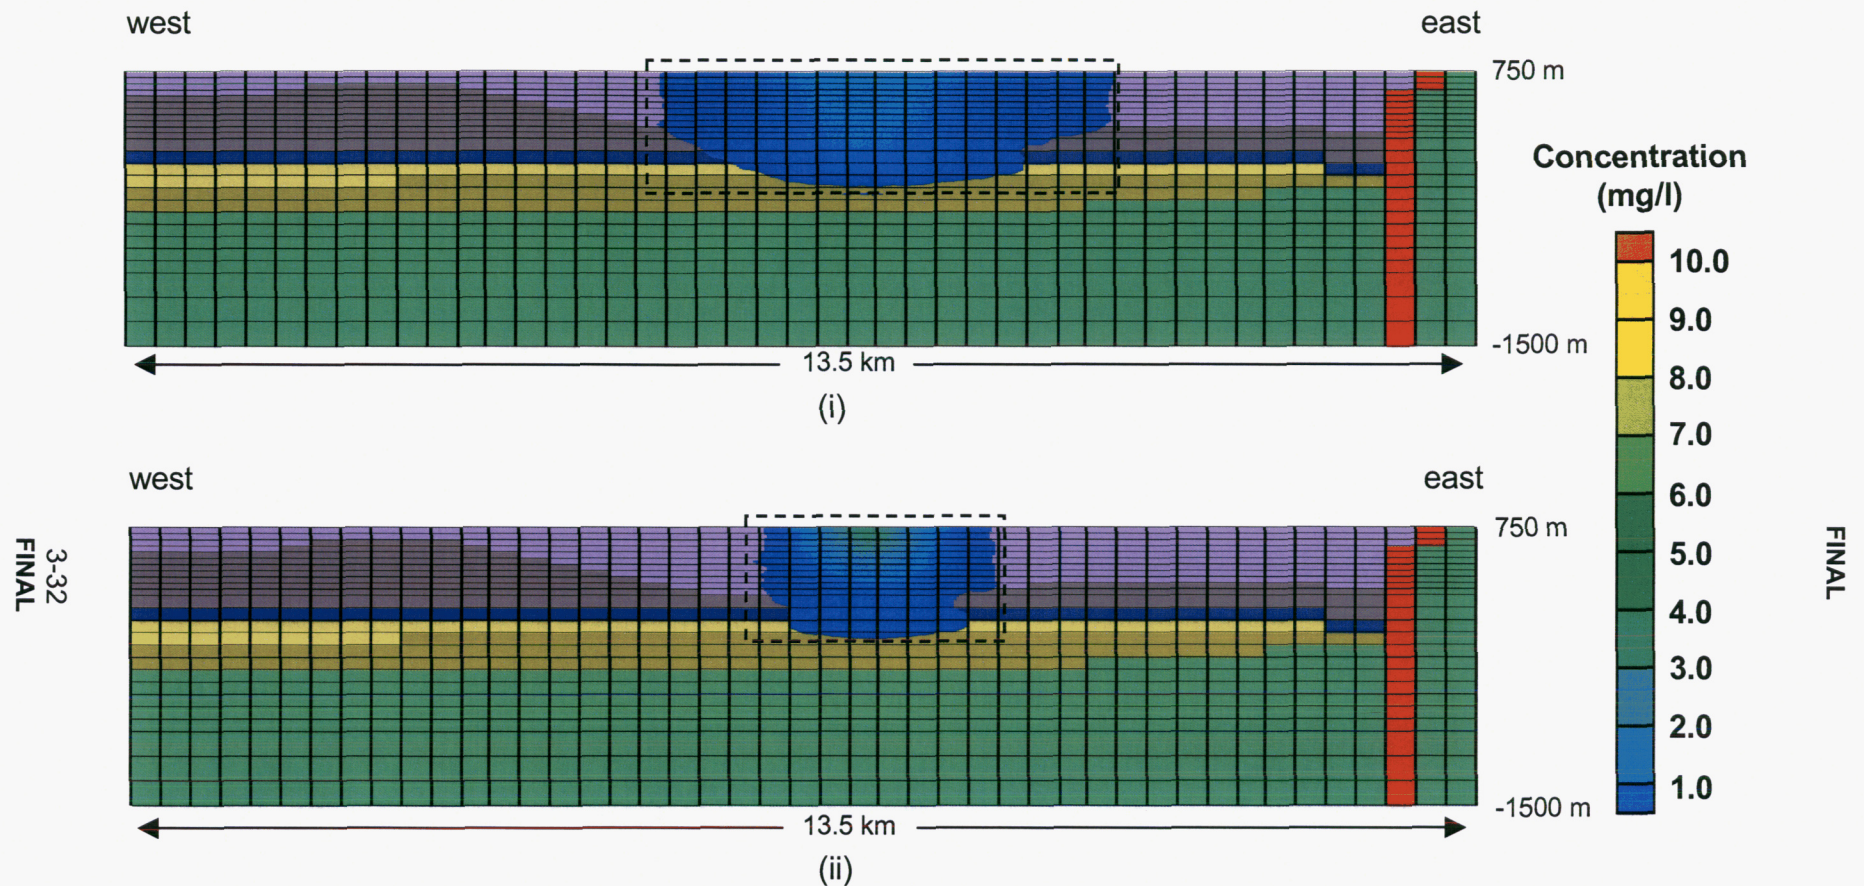 west
east
750 m
-1500 m
13.5 km
(i)
Concentration
(mg/l)
10.0
9.0
8.0
7.0
6.0
5.0
4.0
3.0
2.0
1.0
west
east
750 m
-1500 m
13.5 km
(ii)
3-32
FINAL
FINAL